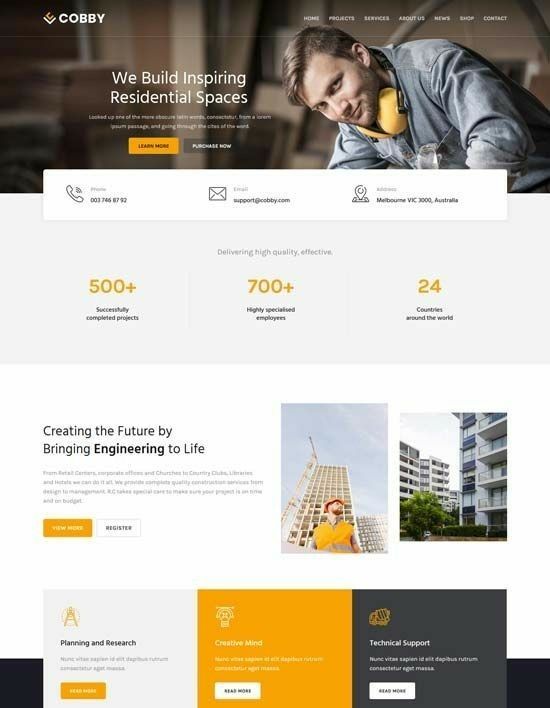 COBBY
HOME PROJECTS SERVICES ABOUT US NEWS SHOP CONTACT
We Build Inspiring
Residential Spaces
Looked up one of the more obscure latin words, consectetur, from a lorem
ipsum passage, and going through the cites of the word.
LEARN MORE PURCHASE NOW
Phone
003 746 87 92
Email
support@cobby.com
Address
Melbourne VIC 3000, Australia
Delivering high quality, effective.
500+
Successfully
completed projects
700+
Highly specialised
employees
24
Countries
around the world
Creating the Future by
Bringing Engineering to Life
From Retail Centers, corporate offices and Churches to Country Clubs, Libraries
and Hotels we can do it all. We provide complete quality construction services from
design to management. R.C takes special care to make sure your project is on time
and on budget.
VIEW MORE REGISTER
Planning and Research
Nunc vitae sapien id elit dapibus rutrum
consectetur eget massa.
READ MORE
Creative Mind
Nunc vitae sapien id elit dapibus rutrum
consectetur eget massa.
READ MORE
Technical Support
Nunc vitae sapien id elit dapibus rutrum
consectetur eget massa.
READ MORE